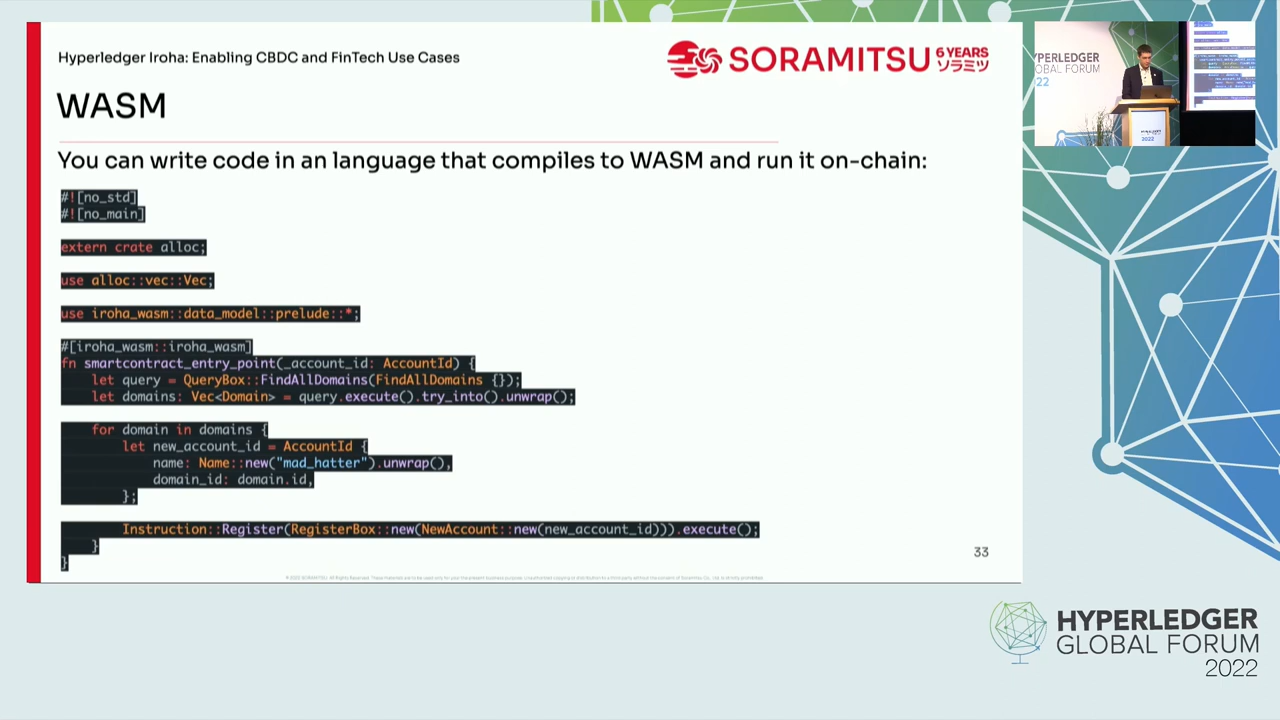 Hyperledger Iroha: Enabling CBDC and FinTech Use Cases
SORAMITSU
6 YEARS
ソラミツ
WASM
You can write code in an language that compiles to WASM and run it on-chain:
#![no_std]
#![no_main]
extern crate alloc;
use alloc::vec::Vec;
use iroha_wasm::data_model::prelude::*;
#[iroha_wasm::iroha_wasm]
fn smartcontract_entry_point(_account_id: AccountId) {
    let query = QueryBox::FindAllDomains(FindAllDomains {});
    let domains: Vec<Domain> = query.execute().try_into().unwrap();
    for domain in domains {
        let new_account_id = AccountId {
            name: Name::new("mad_hatter").unwrap(),
            domain_id: domain.id,
        };
        Instruction::Register(RegisterBox::new(NewAccount::new(new_account_id))).execute();
    }
}
33
HYPERLEDGER
GLOBAL FORUM
2022